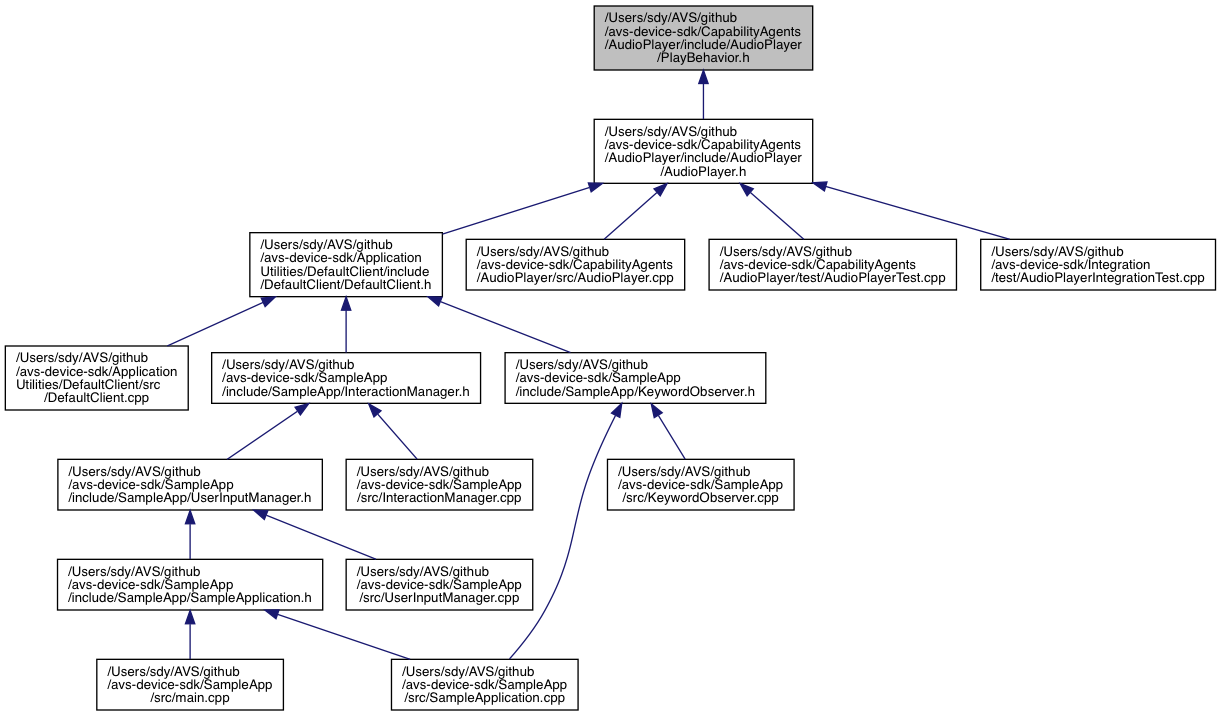 /Users/sdy/AVS/github
/avs-device-sdk/CapabilityAgents
/AudioPlayer/include/AudioPlayer
/PlayBehavior.h
/Users/sdy/AVS/github
/avs-device-sdk/CapabilityAgents
/AudioPlayer/include/AudioPlayer
/AudioPlayer.h
/Users/sdy/AVS/github
/avs-device-sdk/Application
Utilities/DefaultClient/include
/DefaultClient/DefaultClient.h
/Users/sdy/AVS/github
/avs-device-sdk/CapabilityAgents
/AudioPlayer/src/AudioPlayer.cpp
/Users/sdy/AVS/github
/avs-device-sdk/CapabilityAgents
/AudioPlayer/test/AudioPlayerTest.cpp
/Users/sdy/AVS/github
/avs-device-sdk/Integration
/test/AudioPlayerIntegrationTest.cpp
/Users/sdy/AVS/github
/avs-device-sdk/Application
Utilities/DefaultClient/src
/DefaultClient.cpp
/Users/sdy/AVS/github
/avs-device-sdk/SampleApp
/include/SampleApp/InteractionManager.h
/Users/sdy/AVS/github
/avs-device-sdk/SampleApp
/include/SampleApp/KeywordObserver.h
/Users/sdy/AVS/github
/avs-device-sdk/SampleApp
/include/SampleApp/UserInputManager.h
/Users/sdy/AVS/github
/avs-device-sdk/SampleApp
/src/InteractionManager.cpp
/Users/sdy/AVS/github
/avs-device-sdk/SampleApp
/src/KeywordObserver.cpp
/Users/sdy/AVS/github
/avs-device-sdk/SampleApp
/include/SampleApp/SampleApplication.h
/Users/sdy/AVS/github
/avs-device-sdk/SampleApp
/src/UserInputManager.cpp
/Users/sdy/AVS/github
/avs-device-sdk/SampleApp
/src/main.cpp
/Users/sdy/AVS/github
/avs-device-sdk/SampleApp
/src/SampleApplication.cpp